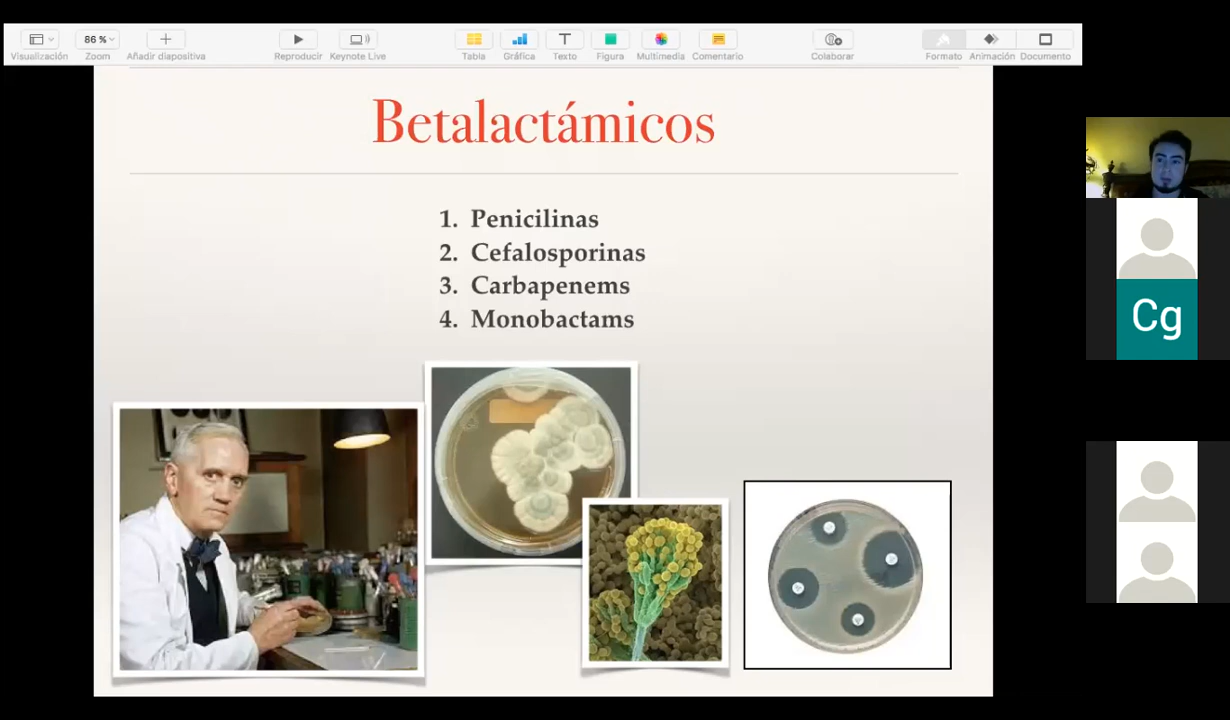 86 %
Visualización
Zoom
Añadir diapositiva
Reproducir
Keynote Live
Tabla
Gráfica
Texto
Figura
Multimedia
Comentario
Colaborar
Formato
Animación
Documento
Betalactámicos
1. Penicilinas
2. Cefalosporinas
3. Carbapenems
4. Monobactams
Cg